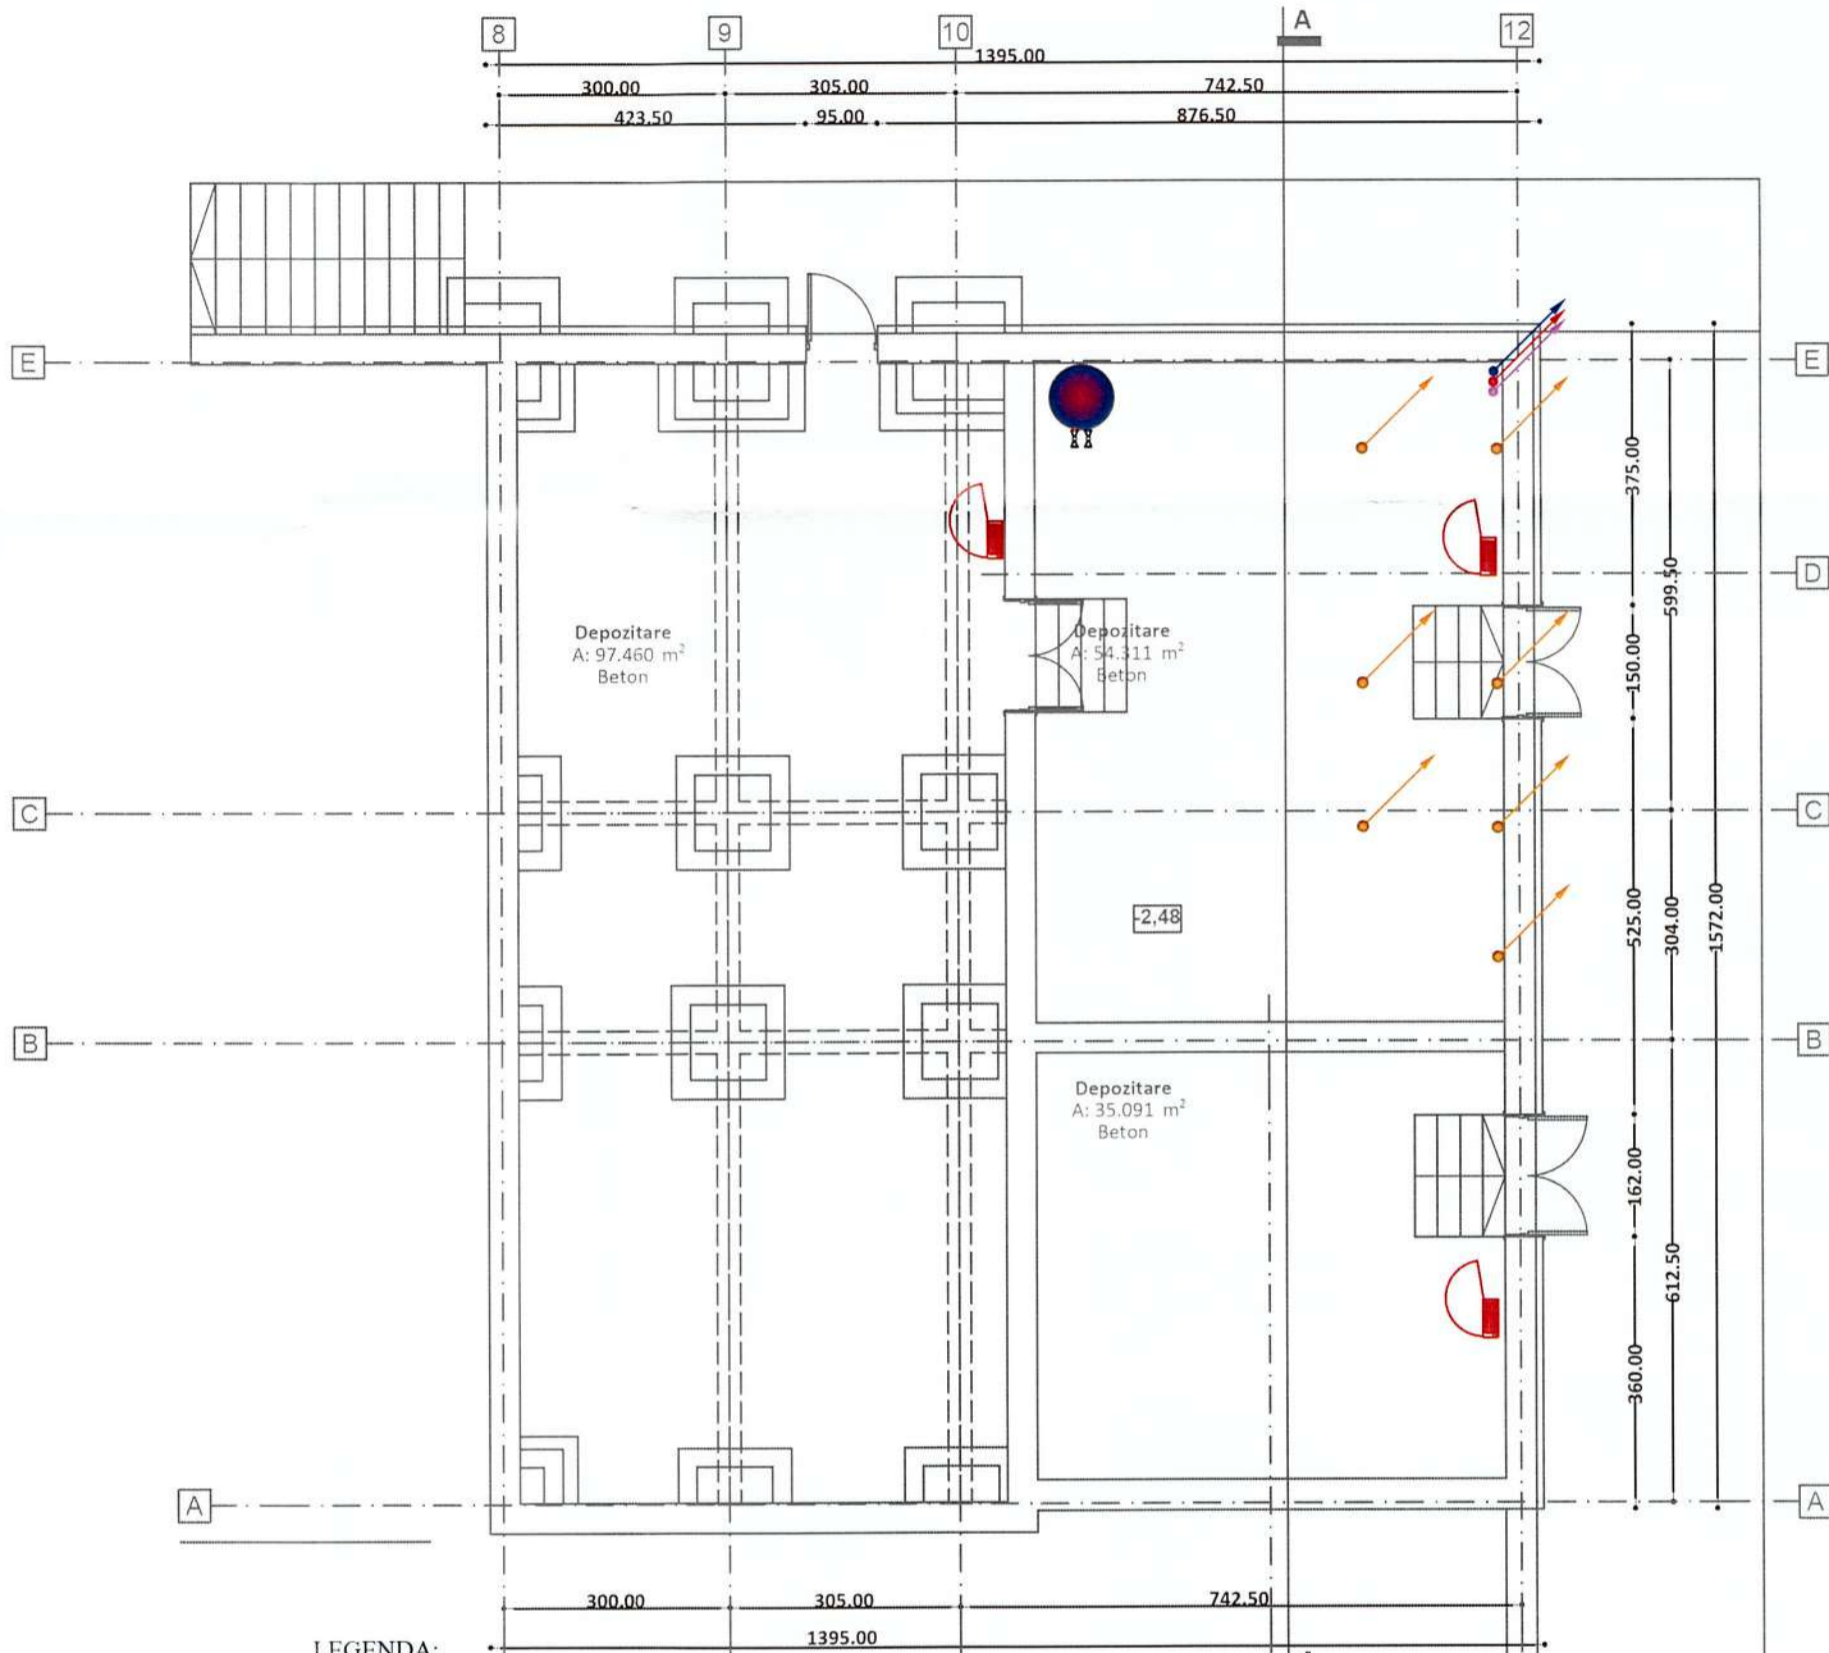 8
9
10
A
12
1395.00
300.00
305.00
742.50
423.50
95.00
876.50
E
E
375.00
D
599.50
Depozitare
A: 97.460 m²
Beton
Depozitare
A: 54.311 m²
Beton
150.00
C
C
-2,48
525.00
304.00
1572.00
B
B
Depozitare
A: 35.091 m²
Beton
162.00
612.50
360.00
A
A
300.00
305.00
742.50
1395.00
LEGENDA: